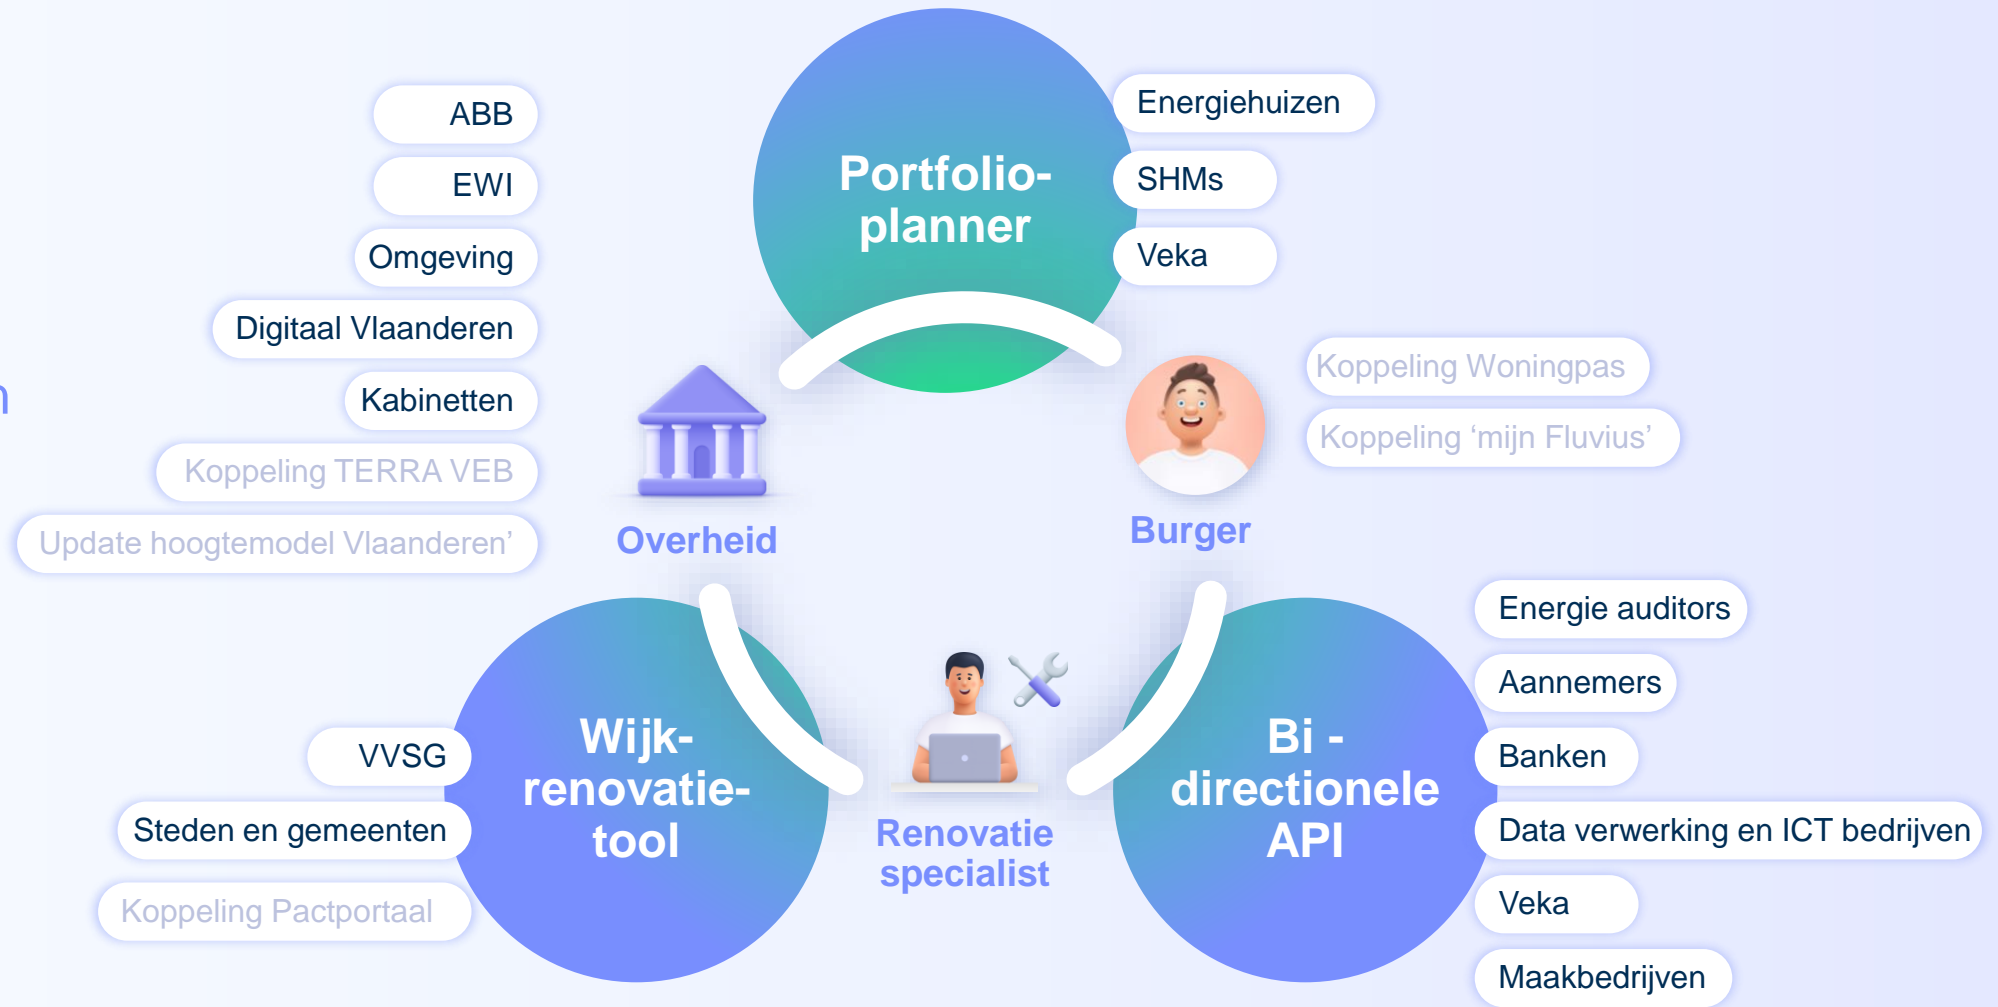 ABB
EWI
Omgeving
Digitaal Vlaanderen
Kabinetten
Koppeling TERRA VEB
Update hoogtemodel Vlaanderen’
Portfolio-
planner
Energiehuizen
SHMs
Veka
Koppeling Woningpas
Koppeling ‘mijn Fluvius’
Overheid
Burger
VVSG
Steden en gemeenten
Koppeling Pactportaal
Wijk-
renovatie-
tool
Renovatie
specialist
Bi -
directionele
API
Energie auditors
Aannemers
Banken
Data verwerking en ICT bedrijven
Veka
Maakbedrijven